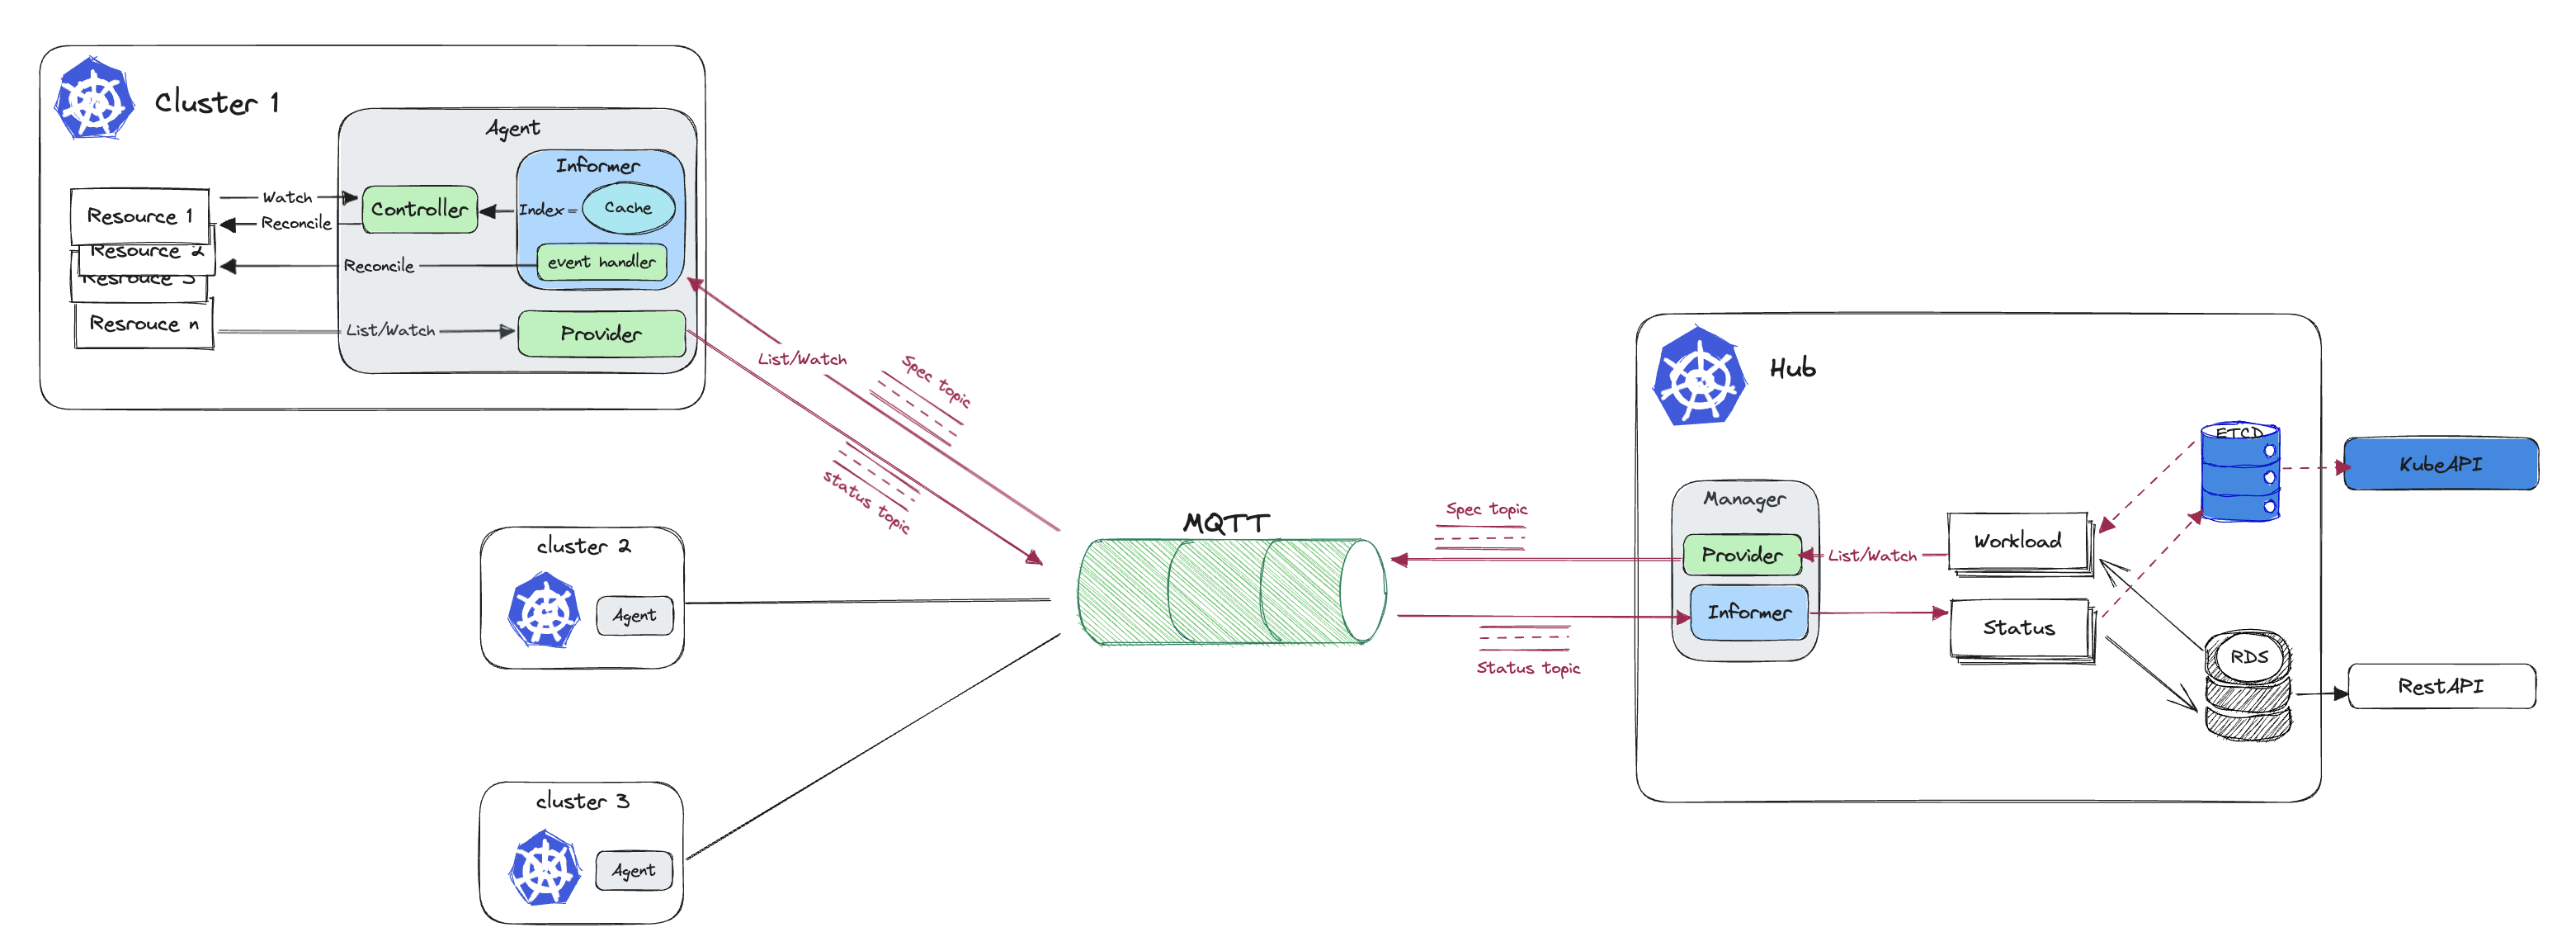 Cluster 1
Agent
Informer
Watch
Controller
Index
Cache
Resource 1
Reconcile
Resource 2
event handler
Reconcile
Resrouce 3
Resrouce n
List/Watch
Provider
List/Watch
Spec topic
status topic
cluster 2
Agent
cluster 3
Agent
MQTT
Spec topic
Status topic
Hub
Manager
Provider
List/Watch
Workload
Informer
Status
ETCD
KubeAPI
RDS
RestAPI